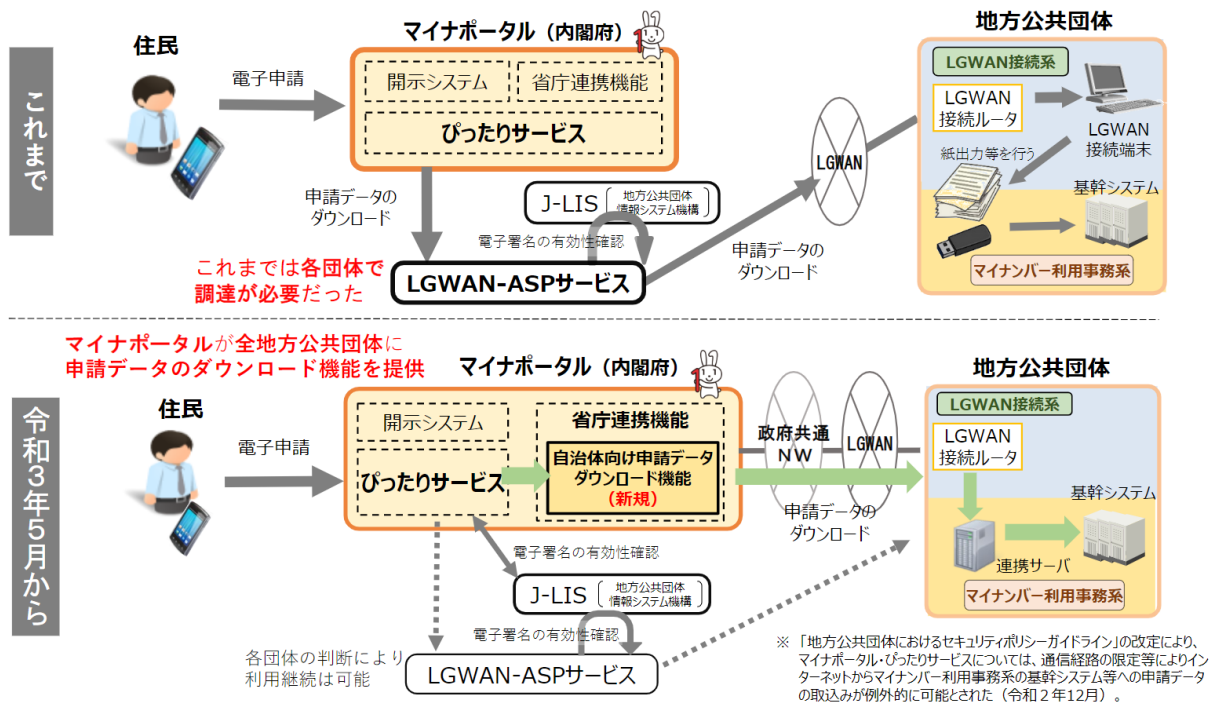 これまで
住民
電子申請
マイナポータル（内閣府）
開示システム
省庁連携機能
ぴったりサービス
申請データの
ダウンロード
J-LIS
地方公共団体
情報システム機構
電子署名の有効性確認
これまでは各団体で
調達が必要だった
LGWAN-ASPサービス
LGWAN
申請データの
ダウンロード
地方公共団体
LGWAN接続系
LGWAN
接続ルータ
LGWAN
接続端末
紙出力等を行う
基幹システム
マイナンバー利用事務系
令和３年５月から
マイナポータルが全地方公共団体に
申請データのダウンロード機能を提供
住民
電子申請
マイナポータル（内閣府）
開示システム
ぴったりサービス
省庁連携機能
自治体向け申請データ
ダウンロード機能
（新規）
政府共通
NW
LGWAN
申請データの
ダウンロード
電子署名の有効性確認
J-LIS
地方公共団体
情報システム機構
電子署名の有効性確認
各団体の判断により
利用継続は可能
LGWAN-ASPサービス
地方公共団体
LGWAN接続系
LGWAN
接続ルータ
基幹システム
連携サーバ
マイナンバー利用事務系
※ 「地方公共団体におけるセキュリティポリシーガイドライン」の改定により、
マイナポータル・ぴったりサービスについては、通信経路の限定等によりイン
ターネットからマイナンバー利用事務系の基幹システム等への申請データ
の取込みが例外的に可能とされた（令和２年12月）。